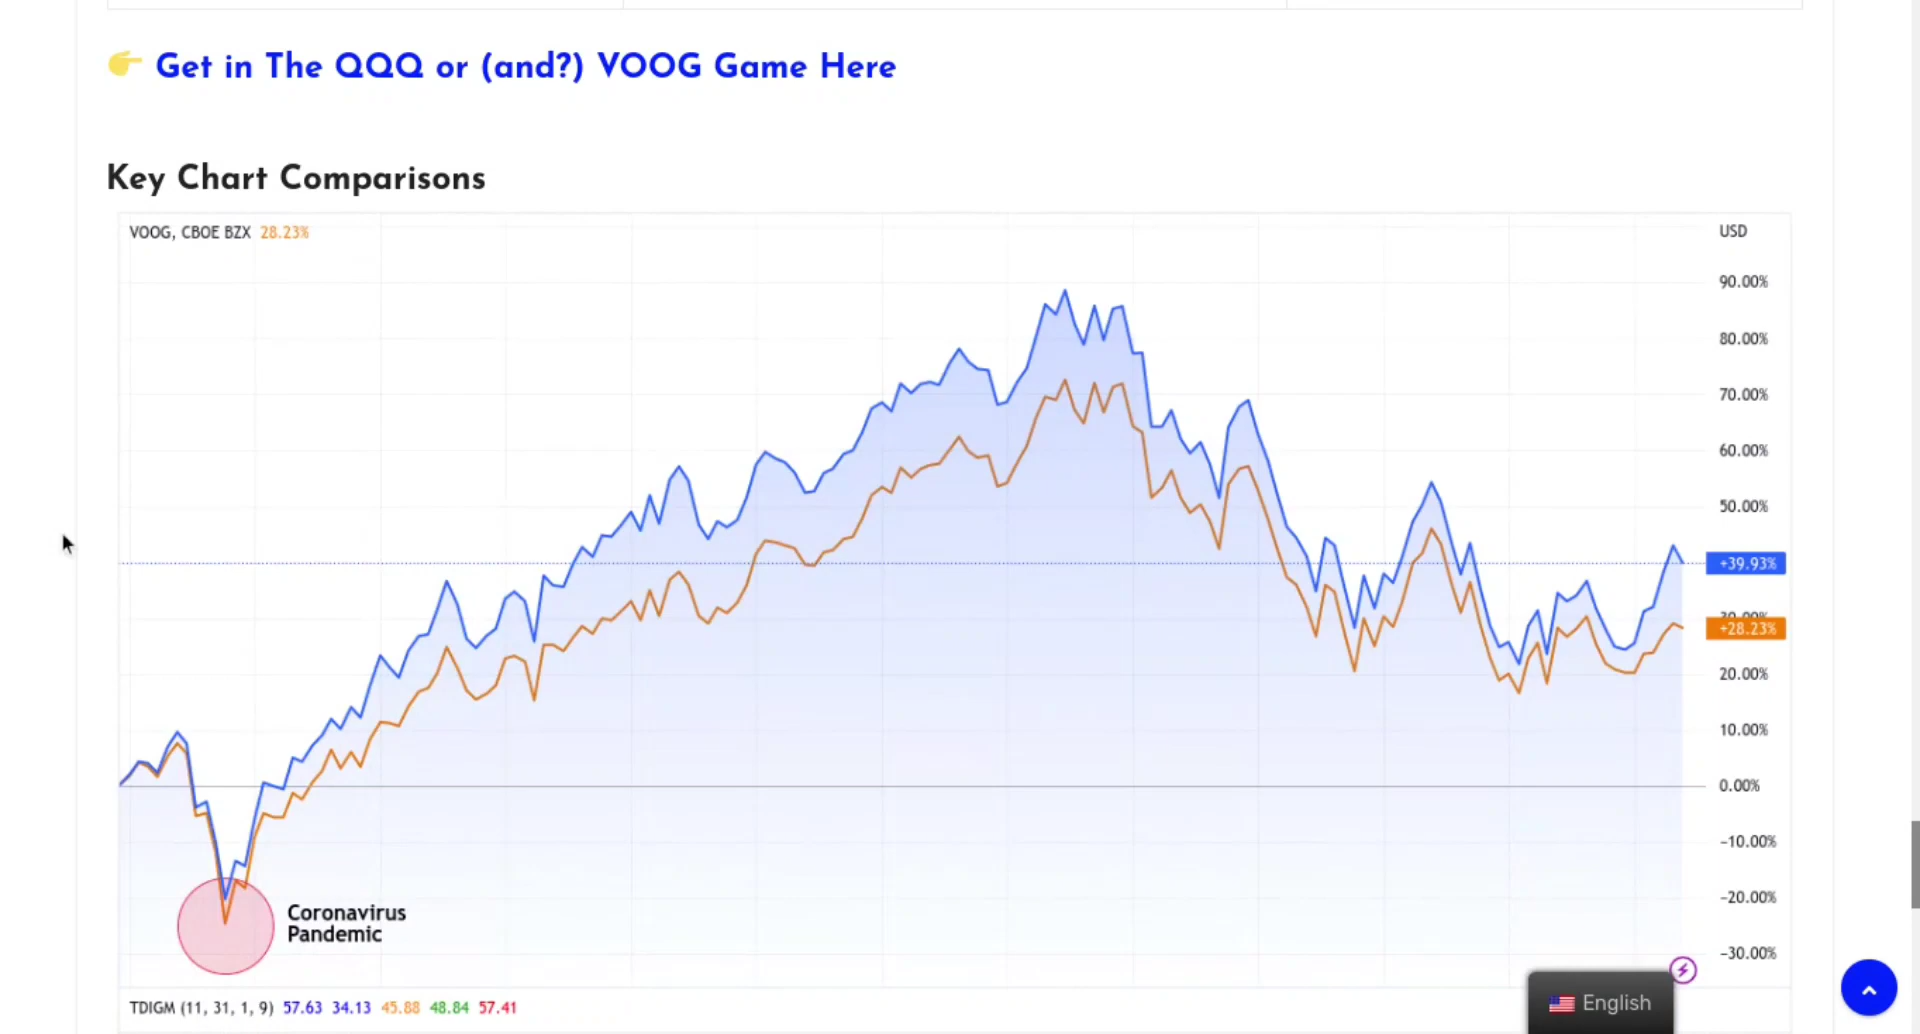 👉 Get in The QQQ or (and?) VOOG Game Here
Key Chart Comparisons
VOOG, CBOE BZX 28.23%
USD
90.00%
80.00%
70.00%
60.00%
50.00%
+39.93%
30.00%
+28.23%
20.00%
10.00%
0.00%
-10.00%
-20.00%
-30.00%
Coronavirus
Pandemic
TDIGM (11, 31, 1, 9) 57.63 34.13 45.88 48.84 57.41
English